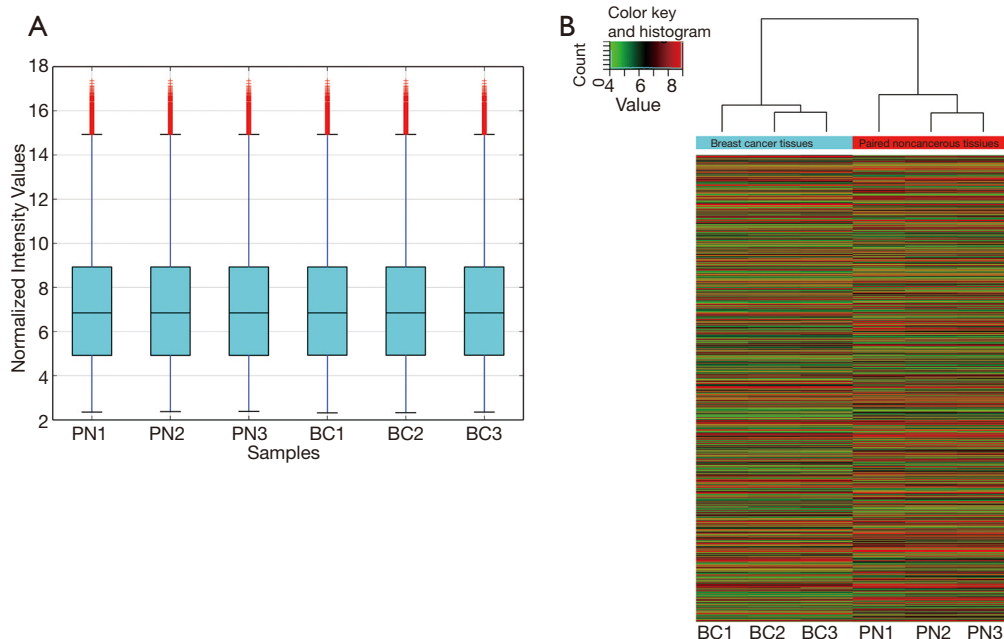 A
Normalized Intensity Values
18
16
14
12
10
8
6
4
2
PN1 PN2 PN3 BC1 BC2 BC3
Samples
B
Color key
and histogram
Count
0
4 6 8
Value
Breast cancer tissues
Paired noncancerous tissiues
BC1 BC2 BC3 PN1 PN2 PN3